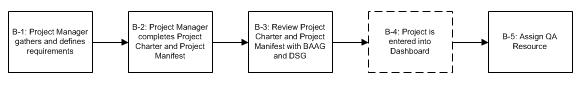 B-1: Project Manager
gathers and defines
requirements
B-2: Project Manager
completes Project
Charter and Project
Manifest
B-3: Review Project
Charter and Project
Manifest with BAAG
and DSG
B-4: Project is
entered into
Dashboard
B-5: Assign QA
Resource